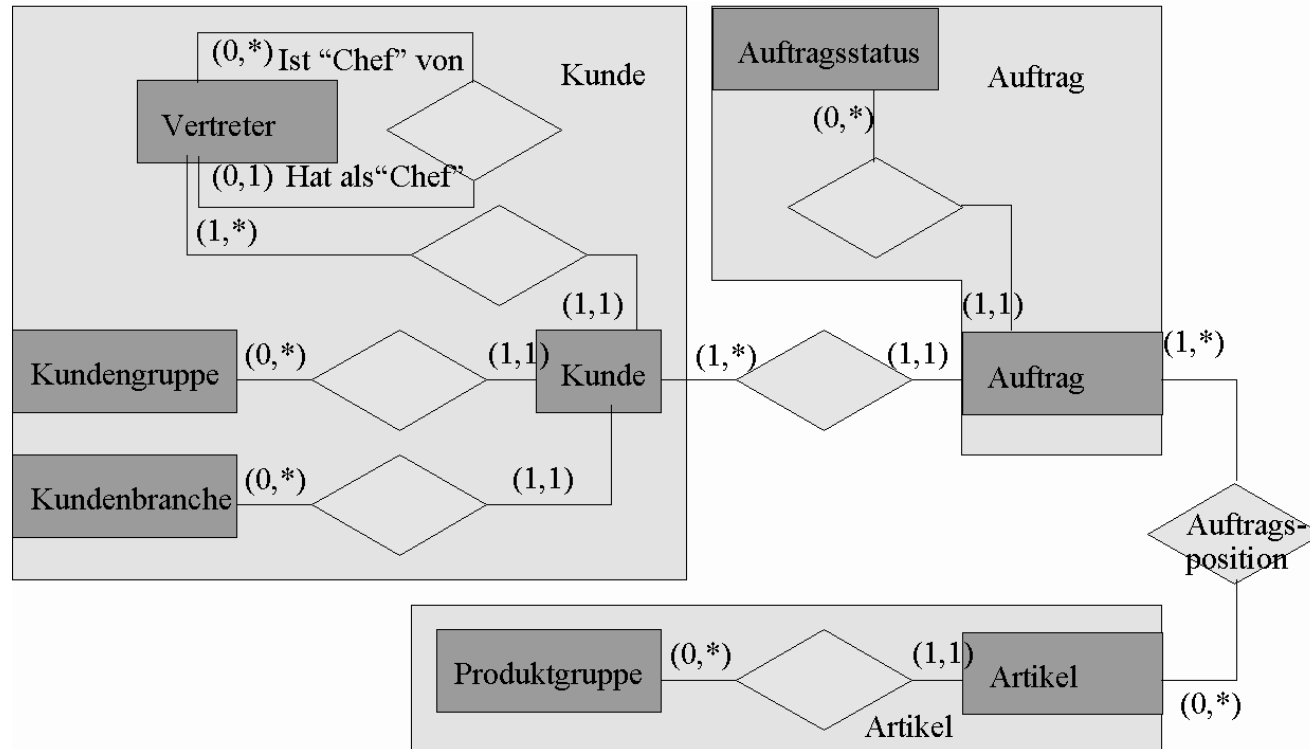 (0,*)
Ist “Chef” von
Kunde
Vertreter
(0,1)
Hat als“Chef”
(1,*)
(1,1)
Kundengruppe
(0,*)
(1,1)
Kunde
Kundenbranche
(0,*)
(1,1)
(1,*)
(1,1)
Auftragsstatus
Auftrag
(0,*)
(1,1)
Auftrag
(1,*)
Auftrags-
position
Produktgruppe
(0,*)
(1,1)
Artikel
(0,*)
Artikel